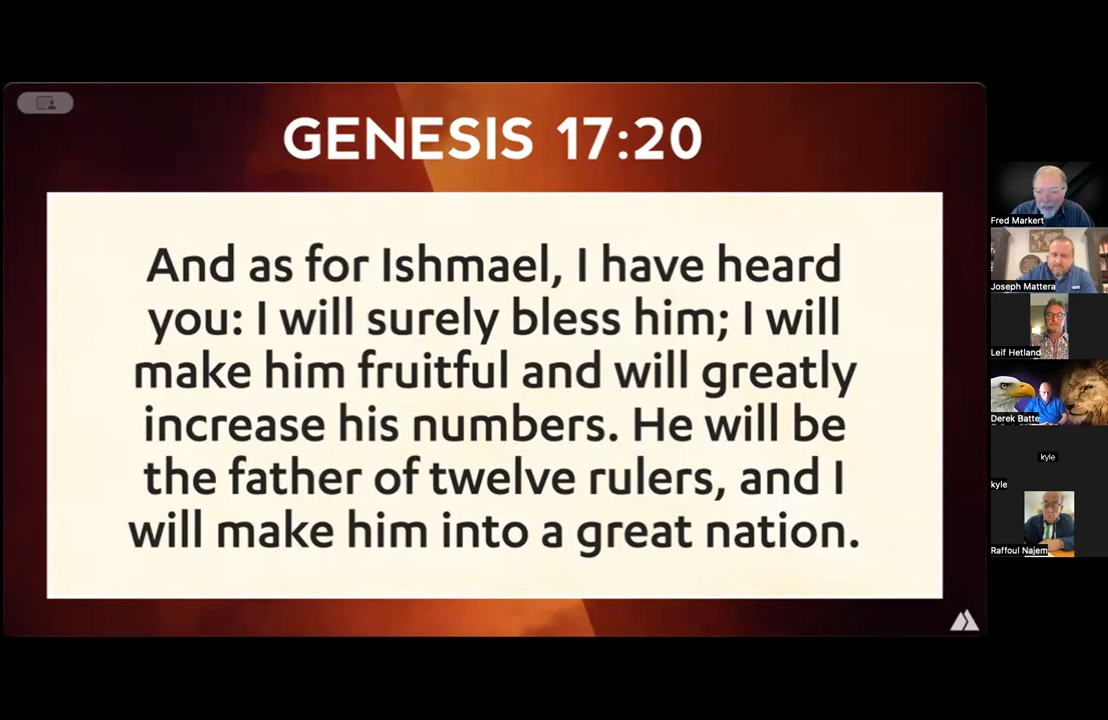 GENESIS 17:20
And as for Ishmael, I have heard
you: I will surely bless him; I will
make him fruitful and will greatly
increase his numbers. He will be
the father of twelve rulers, and I
will make him into a great nation.
Fred Markert
Joseph Mattera
Leif Hetland
Derek Batte
kyle
kyle
Raffoul Najem